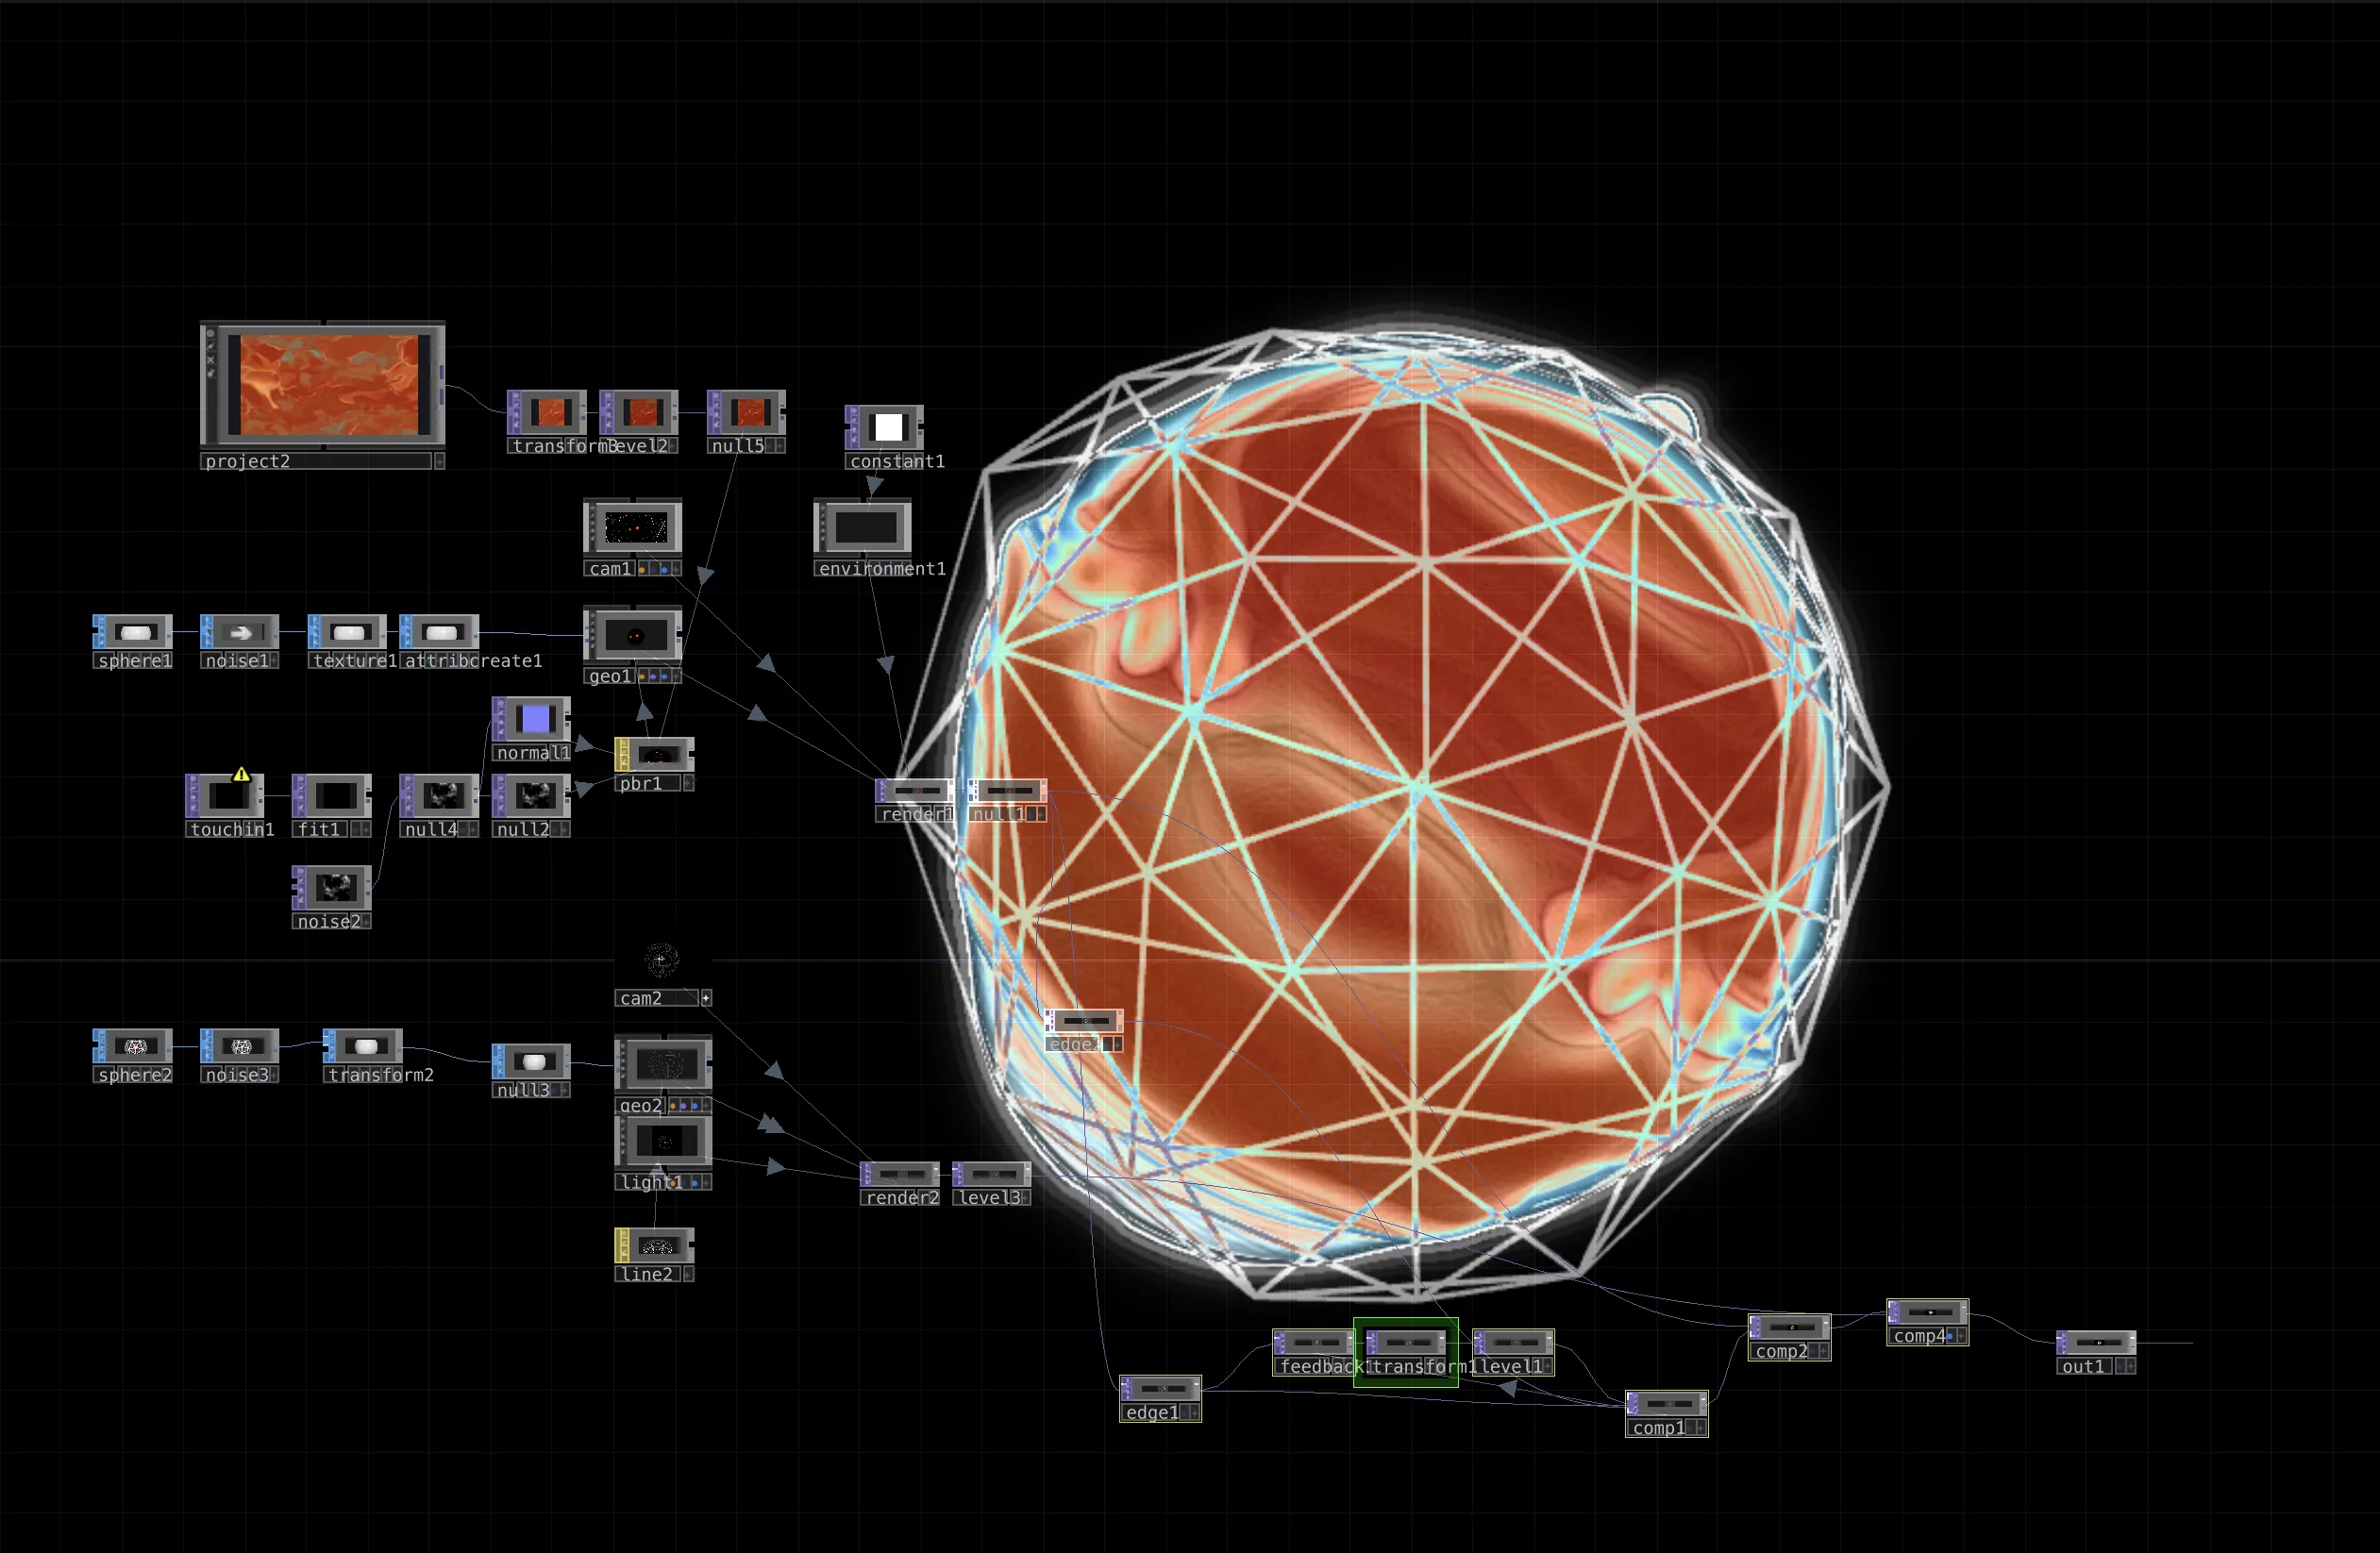 project2
transform3
level2
null5
constant1
cam1
environment1
sphere1
noise1
texture1
attribcreate1
geo1
normal1
pbr1
touchin1
fit1
null4
null2
render1
null1
noise2
cam2
edge2
sphere2
noise3
transform2
null3
geo2
light1
render2
level3
line2
feedback1
transform1
level1
comp2
comp4
out1
edge1
comp1